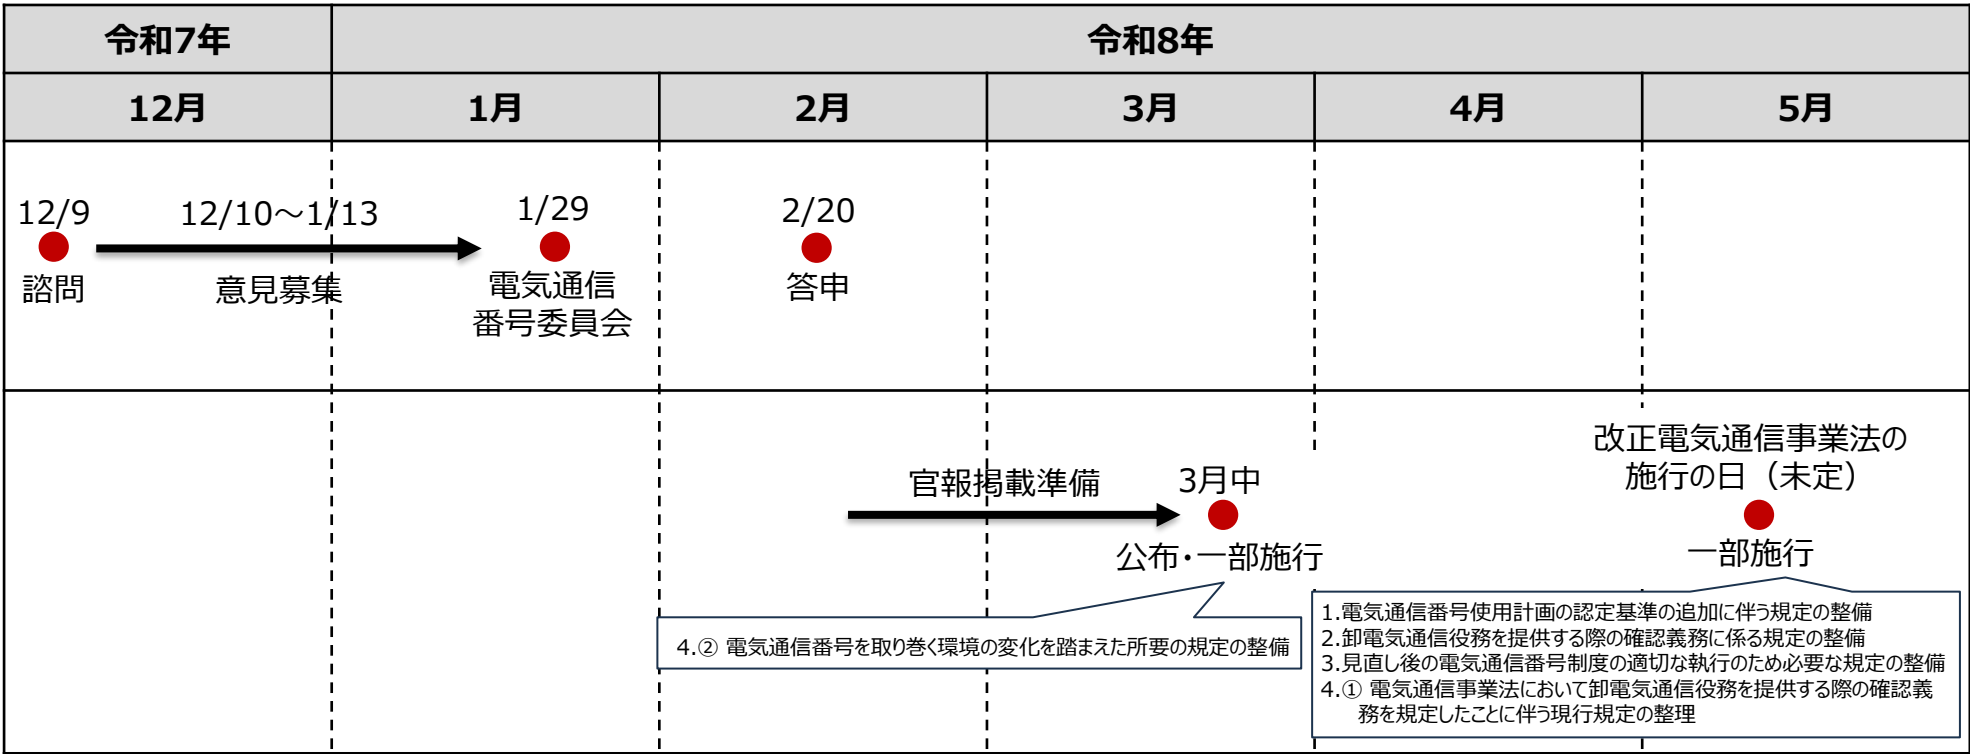 令和7年
令和8年
12月
1月
2月
3月
4月
5月
12/9
諮問
12/10～1/13
意見募集
1/29
電気通信
番号委員会
2/20
答申
官報掲載準備
3月中
公布・一部施行
4.② 電気通信番号を取り巻く環境の変化を踏まえた所要の規定の整備
改正電気通信事業法の
施行の日（未定）
一部施行
1.電気通信番号使用計画の認定基準の追加に伴う規定の整備
2.卸電気通信役務を提供する際の確認義務に係る規定の整備
3.見直し後の電気通信番号制度の適切な執行のため必要な規定の整備
4.① 電気通信事業法において卸電気通信役務を提供する際の確認義
務を規定したことに伴う現行規定の整理